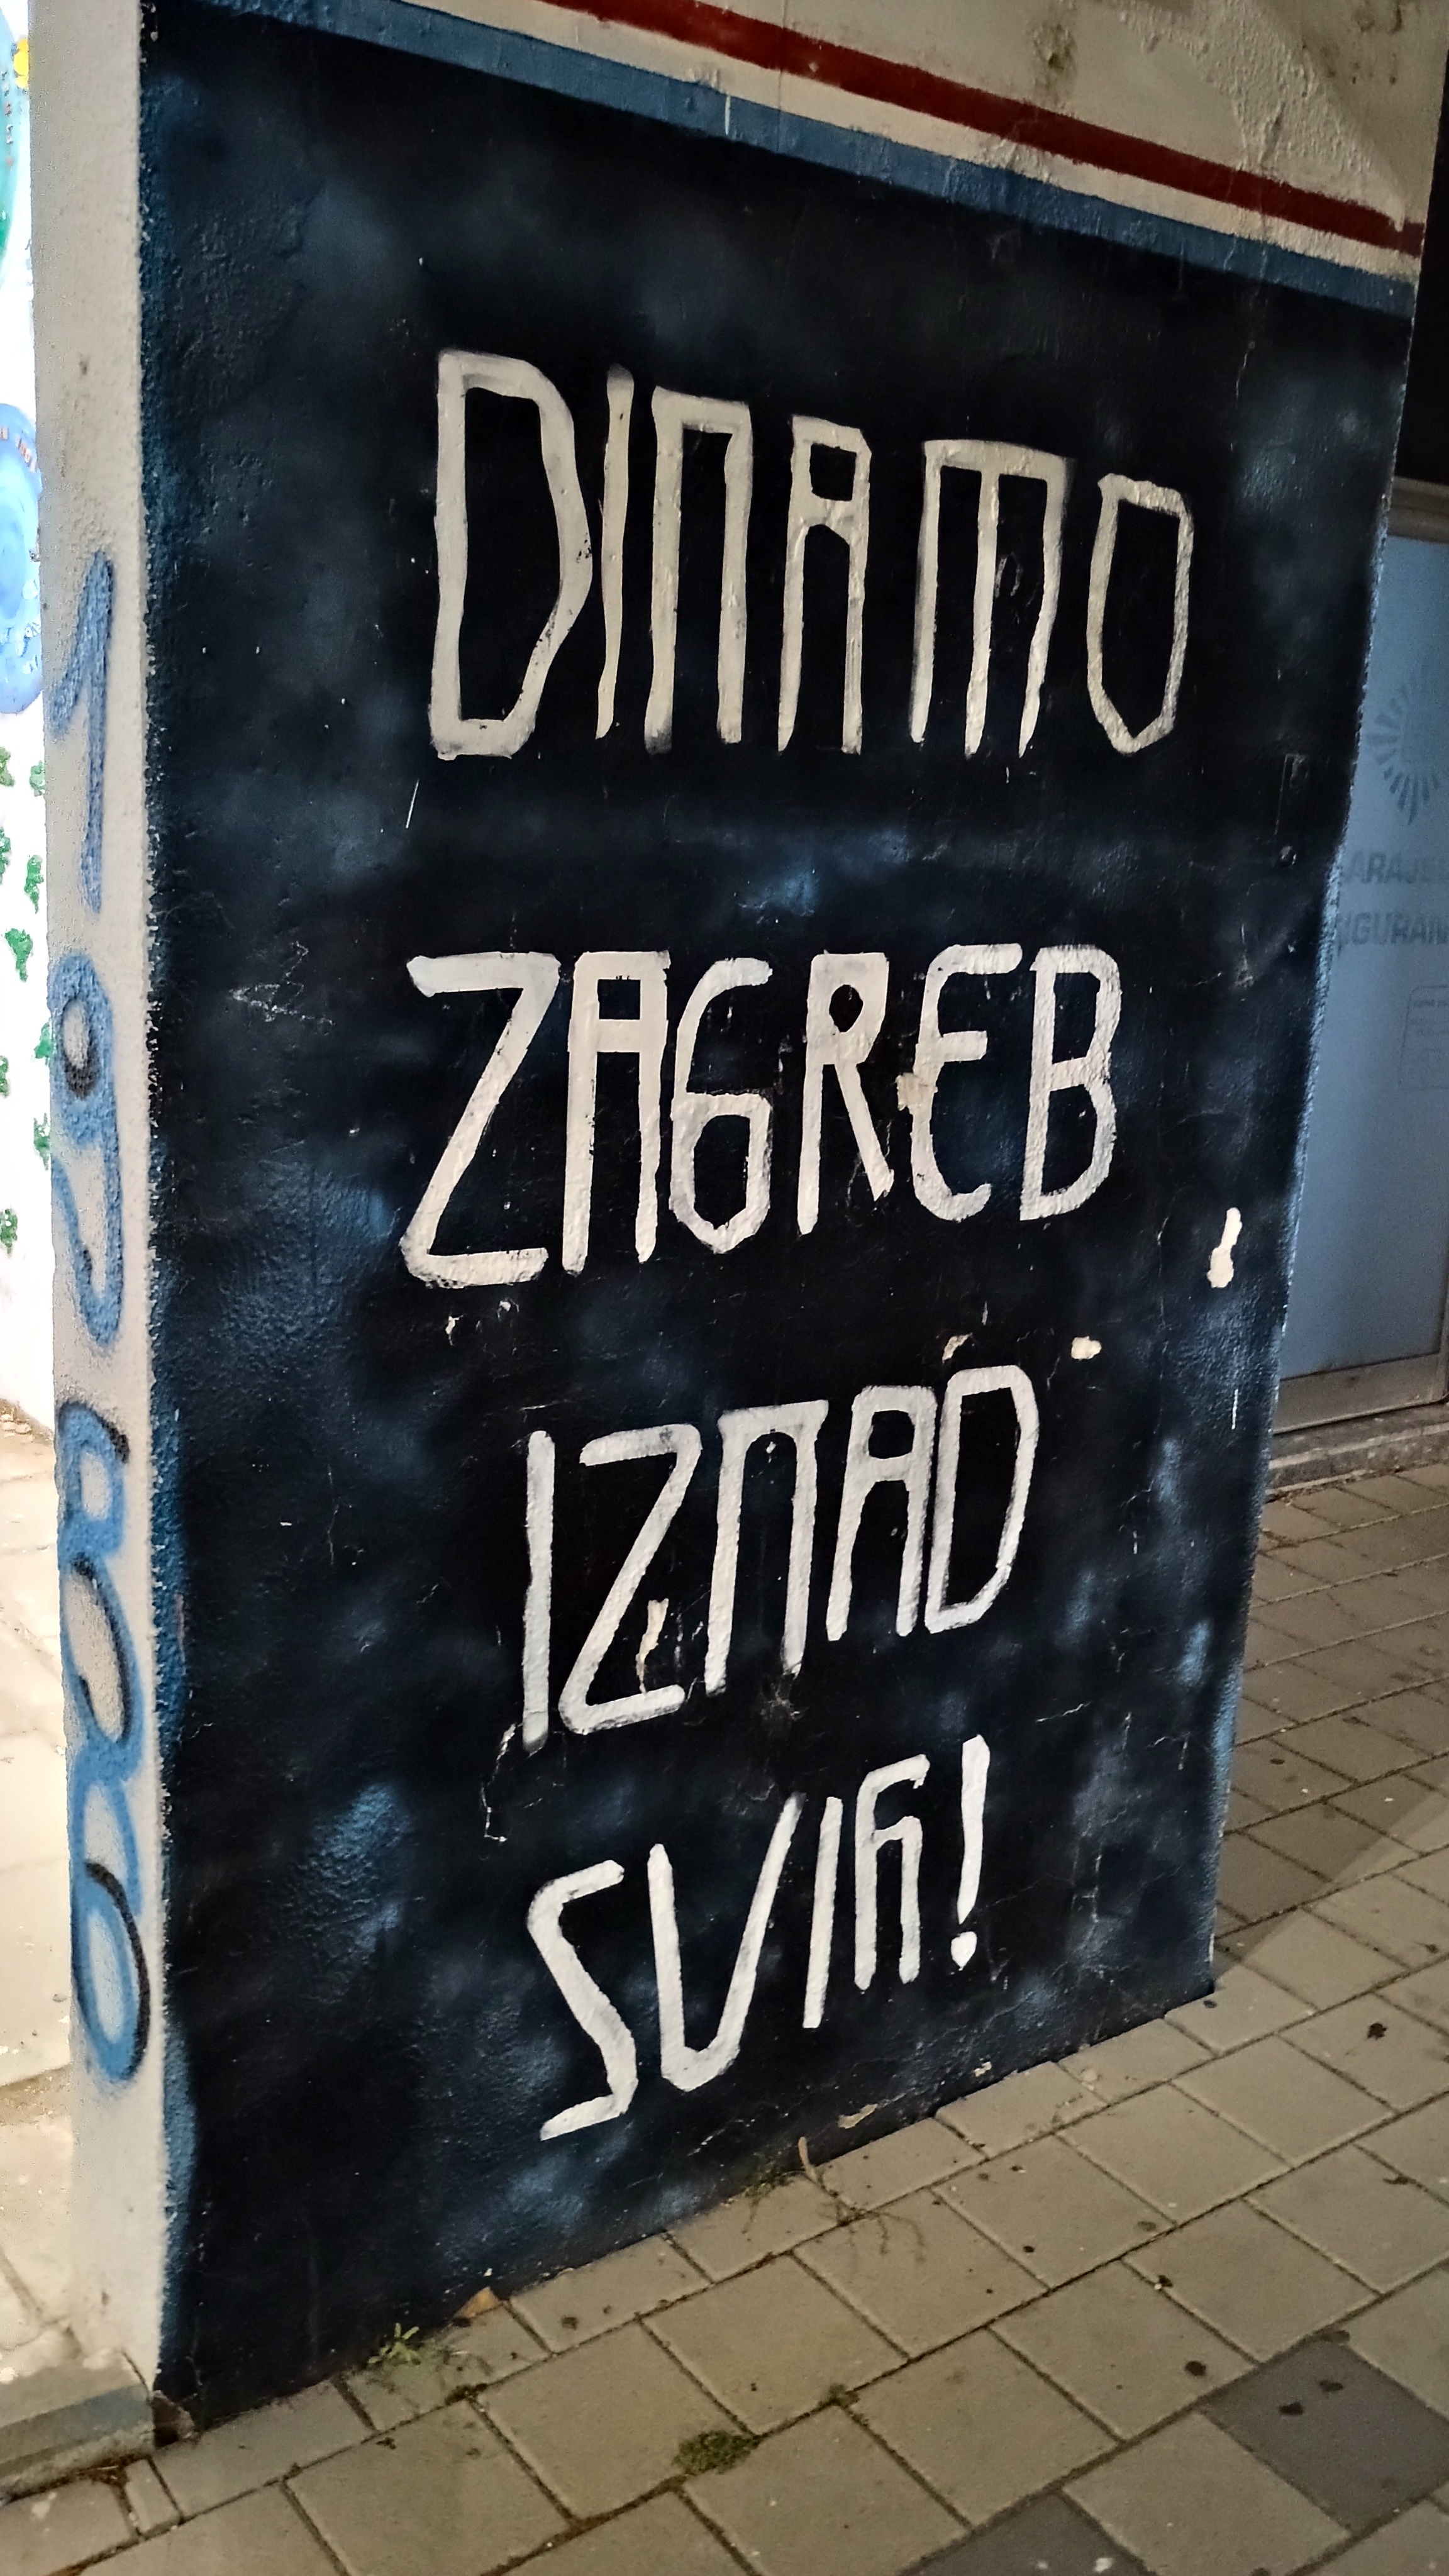 DINAMO
ZAGREB
IZNAD
SVIH!